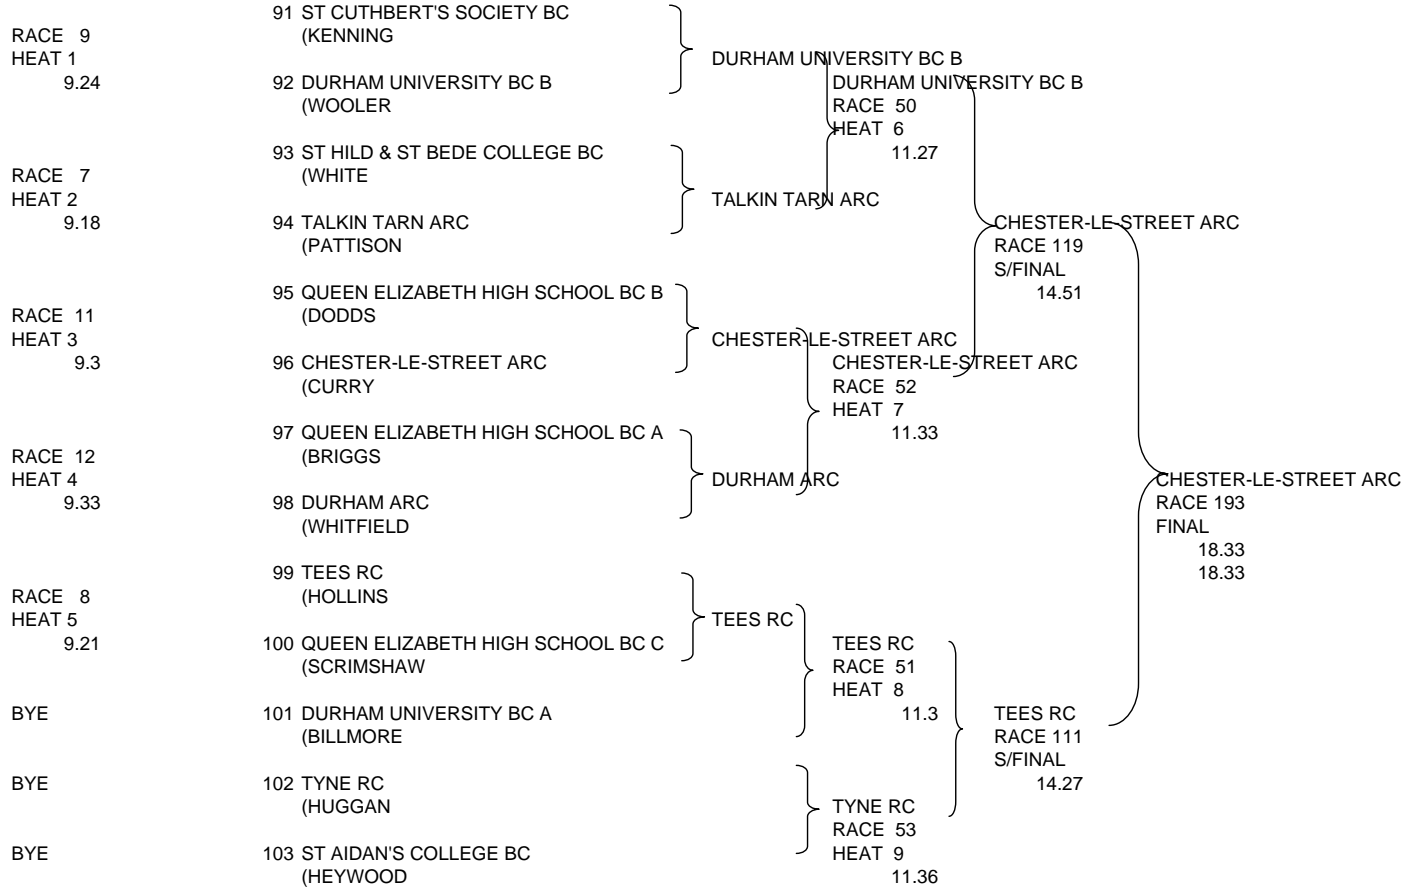 91 ST CUTHBERT'S SOCIETY BC
RACE 9
(KENNING
HEAT 1
DURHAM UNIVERSITY BC B
9.24
92 DURHAM UNIVERSITY BC B
DURHAM UNIVERSITY BC B
(WOOLER
RACE 50
HEAT 6
93 ST HILD & ST BEDE COLLEGE BC
11.27
RACE 7
(WHITE
HEAT 2
TALKIN TARN ARC
9.18
94 TALKIN TARN ARC
CHESTER-LE-STREET ARC
(PATTISON
RACE 119
S/FINAL
95 QUEEN ELIZABETH HIGH SCHOOL BC B
14.51
RACE 11
(DODDS
HEAT 3
CHESTER-LE-STREET ARC
9.3
96 CHESTER-LE-STREET ARC
CHESTER-LE-STREET ARC
(CURRY
RACE 52
HEAT 7
97 QUEEN ELIZABETH HIGH SCHOOL BC A
11.33
RACE 12
(BRIGGS
HEAT 4
DURHAM ARC
CHESTER-LE-STREET ARC
9.33
98 DURHAM ARC
RACE 193
(WHITFIELD
FINAL
18.33
99 TEES RC
18.33
RACE 8
(HOLLINS
HEAT 5
TEES RC
9.21
100 QUEEN ELIZABETH HIGH SCHOOL BC C
TEES RC
(SCRIMSHAW
RACE 51
HEAT 8
BYE
101 DURHAM UNIVERSITY BC A
11.3
TEES RC
(BILLMORE
RACE 111
S/FINAL
BYE
102 TYNE RC
14.27
(HUGGAN
TYNE RC
RACE 53
BYE
103 ST AIDAN'S COLLEGE BC
HEAT 9
(HEYWOOD
11.36